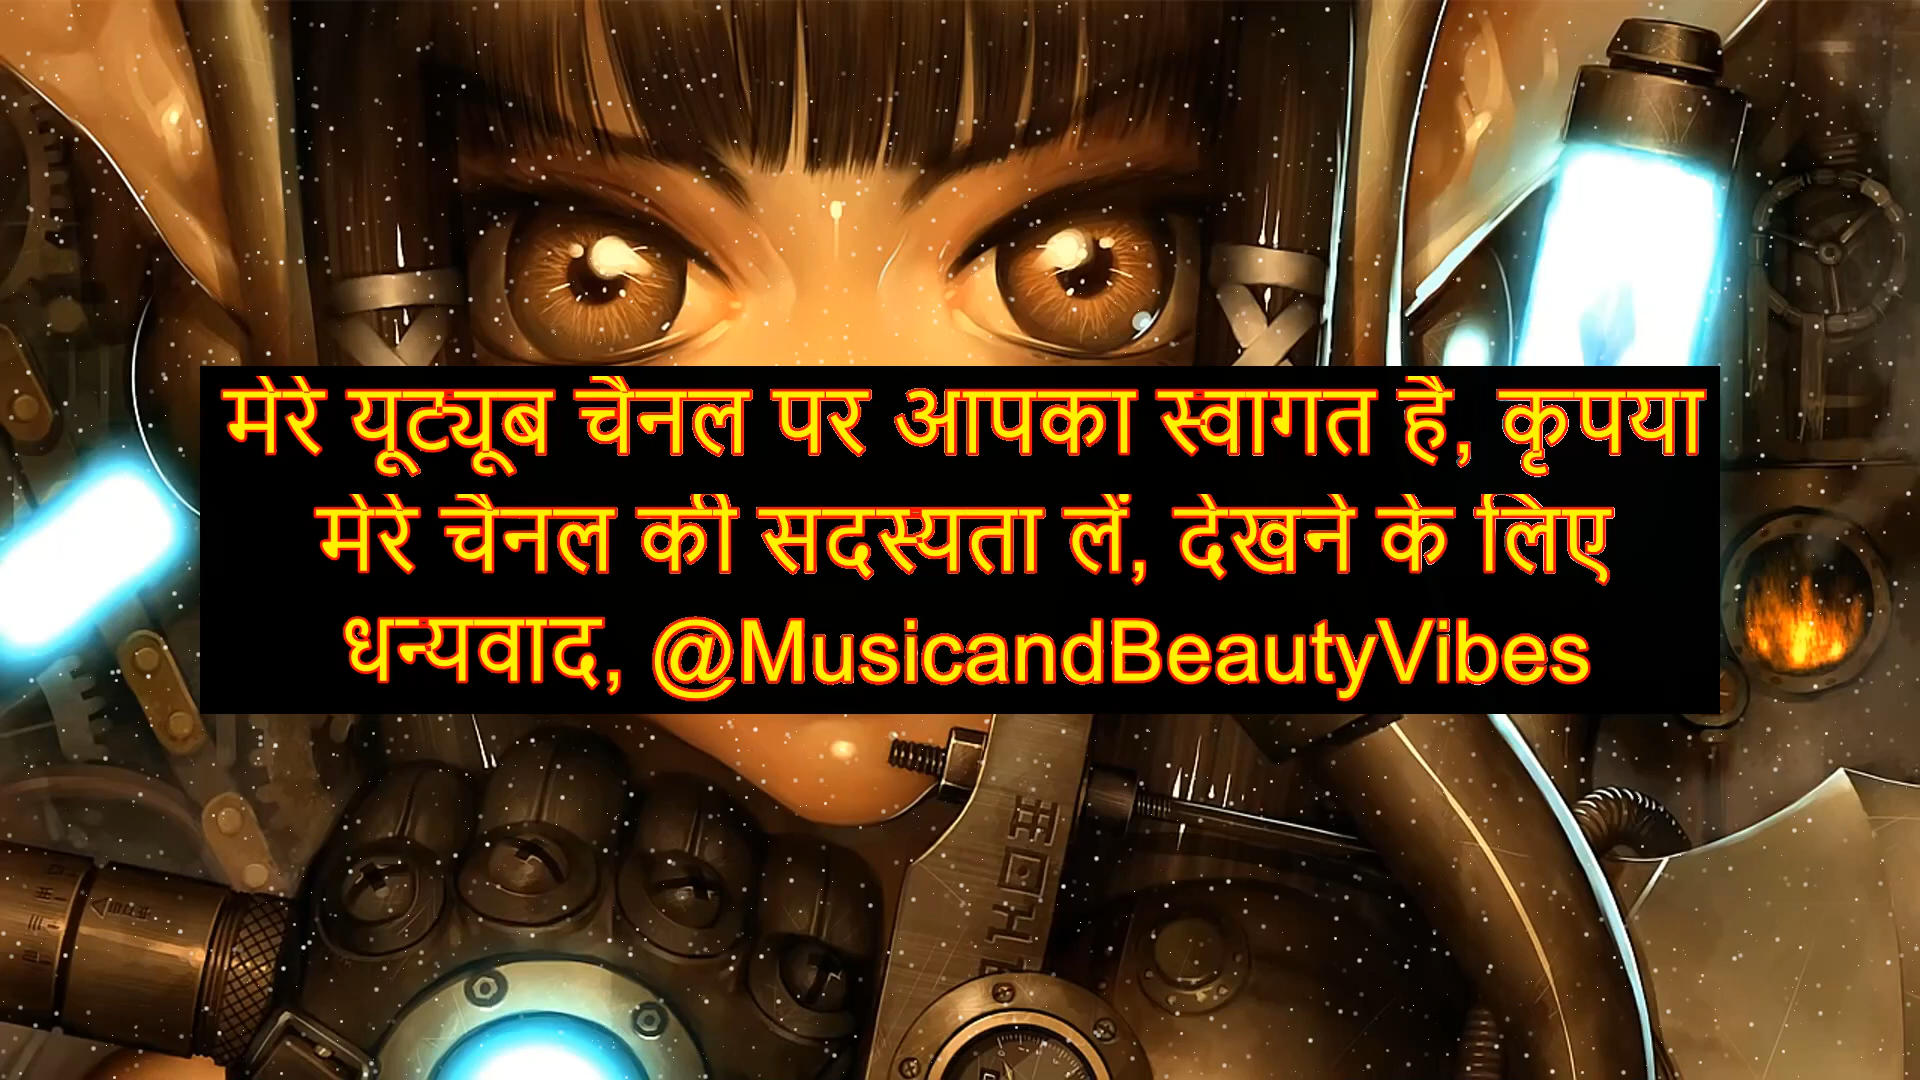 मेरे यूट्यूब चैनल पर आपका स्वागत है, कृपया
मेरे चैनल की सदस्यता लें, देखने के लिए
धन्यवाद, @MusicandBeautyVibes